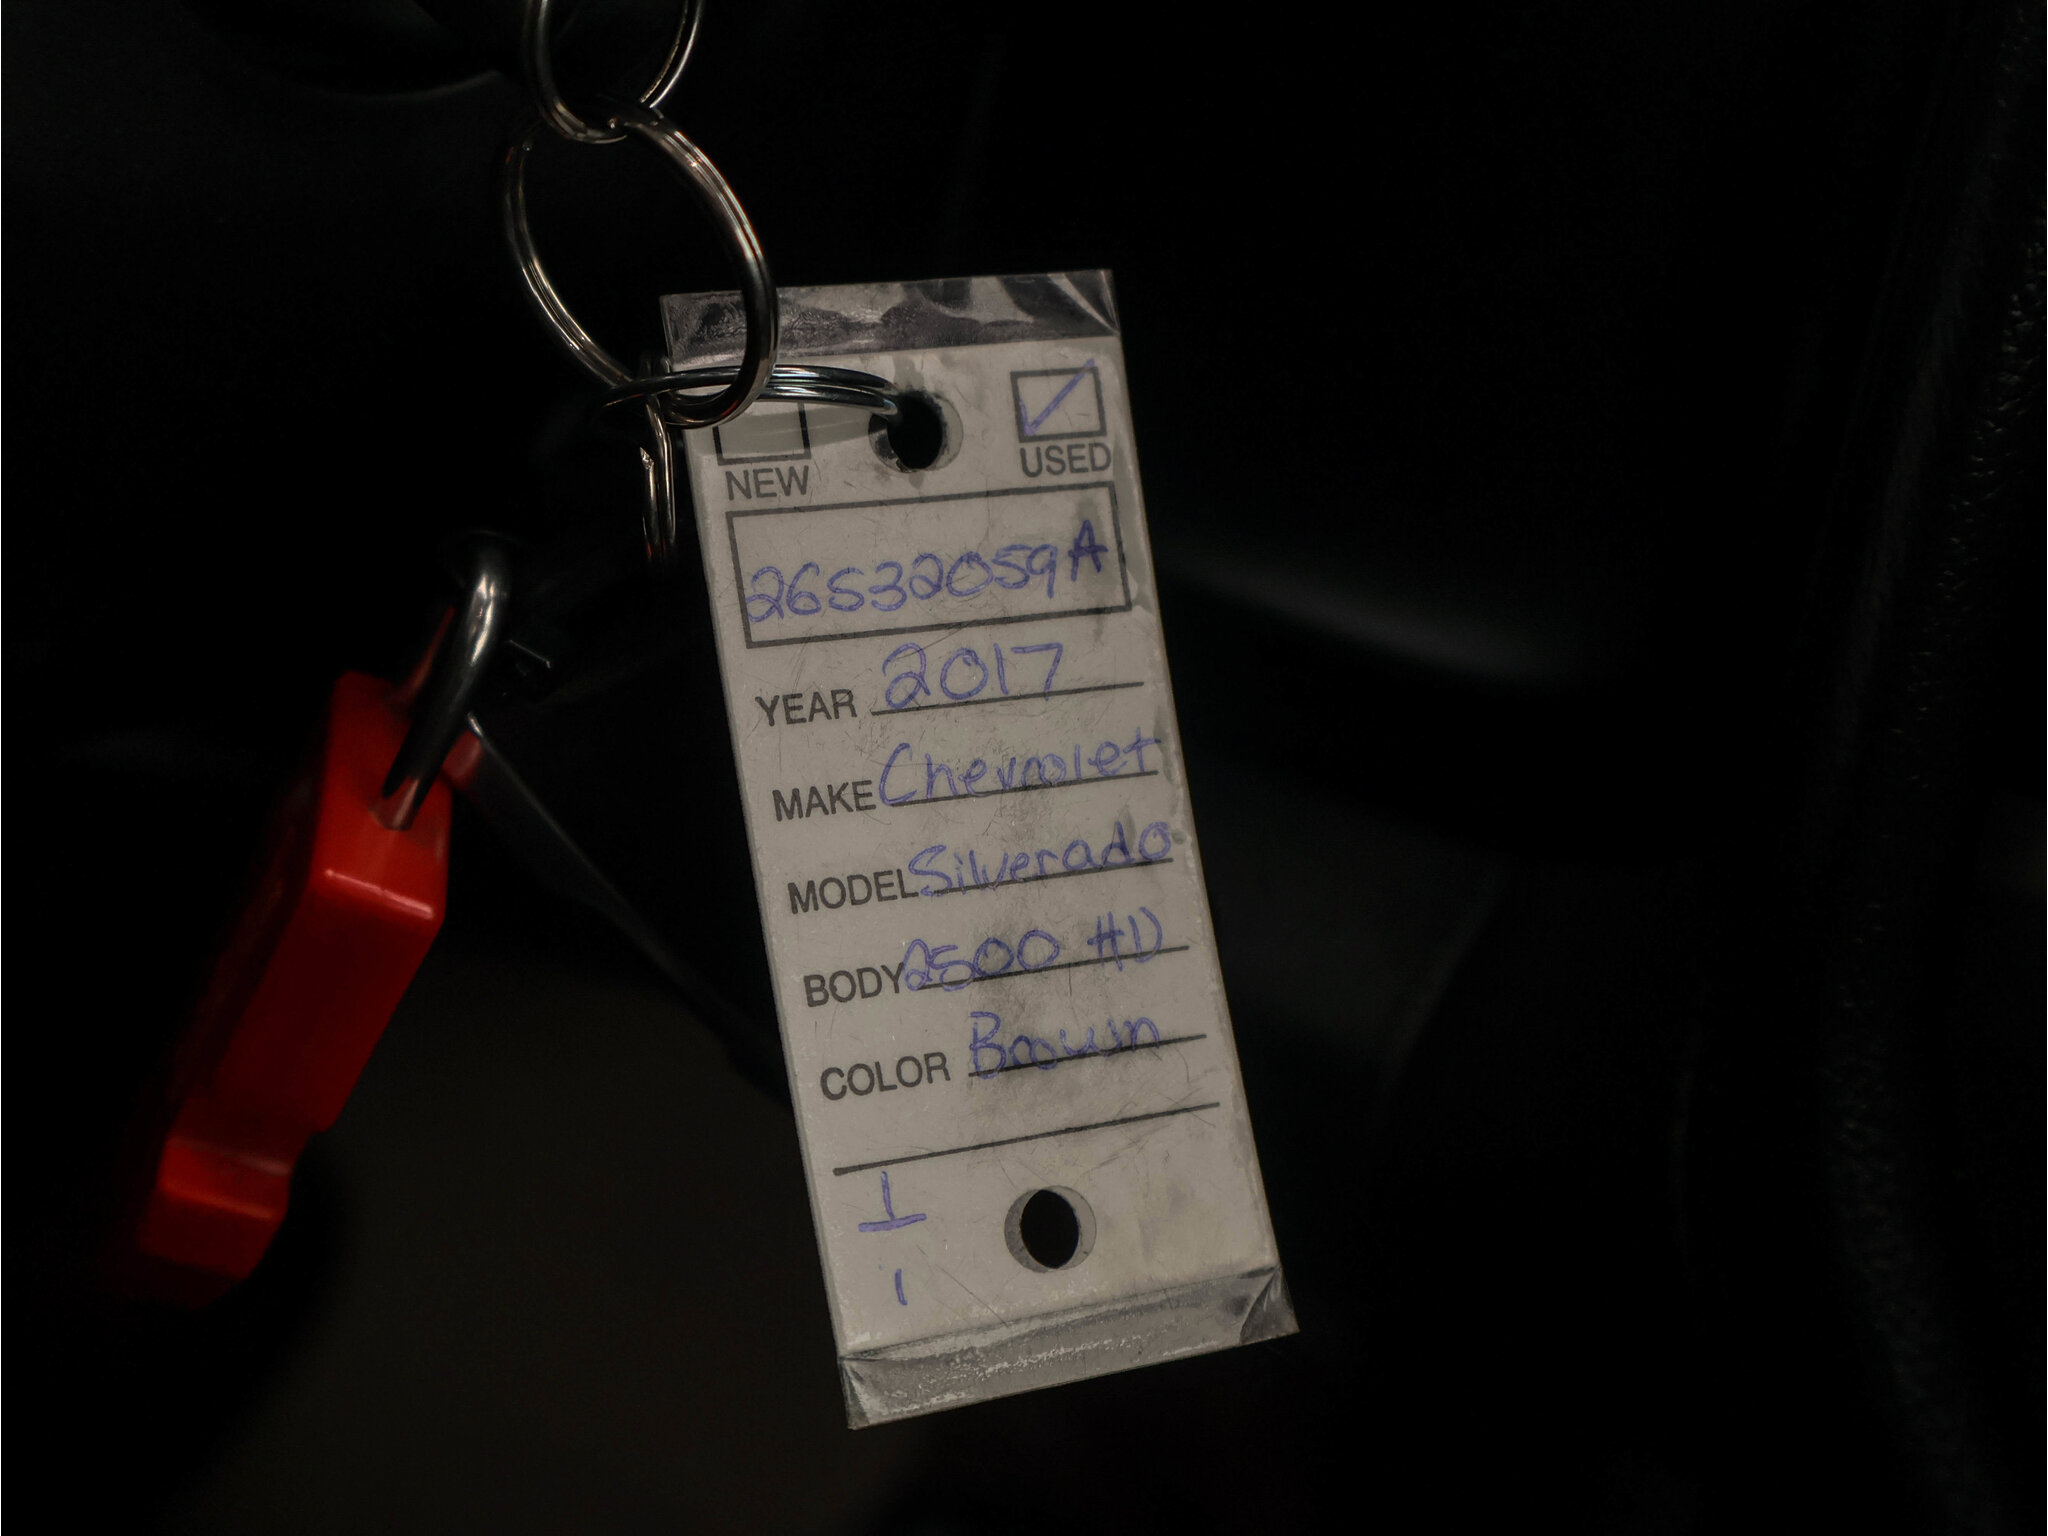 NEW USED
26S32059A
YEAR 2017
MAKE Chevrolet
MODEL Silverado
BODY 2500 HD
COLOR Brown
1
1